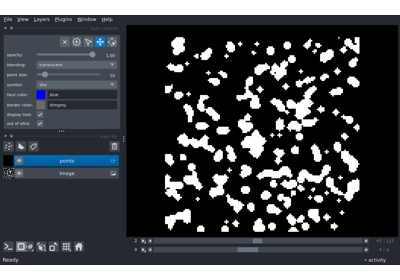 File View Layers Plugins Window Help
opacity: 1.00
blending: translucent
point size: 10
symbol: disc
face color: blue
border color: dimgrey
display text:
out of slice:
points
Image
2
0
Ready
activity